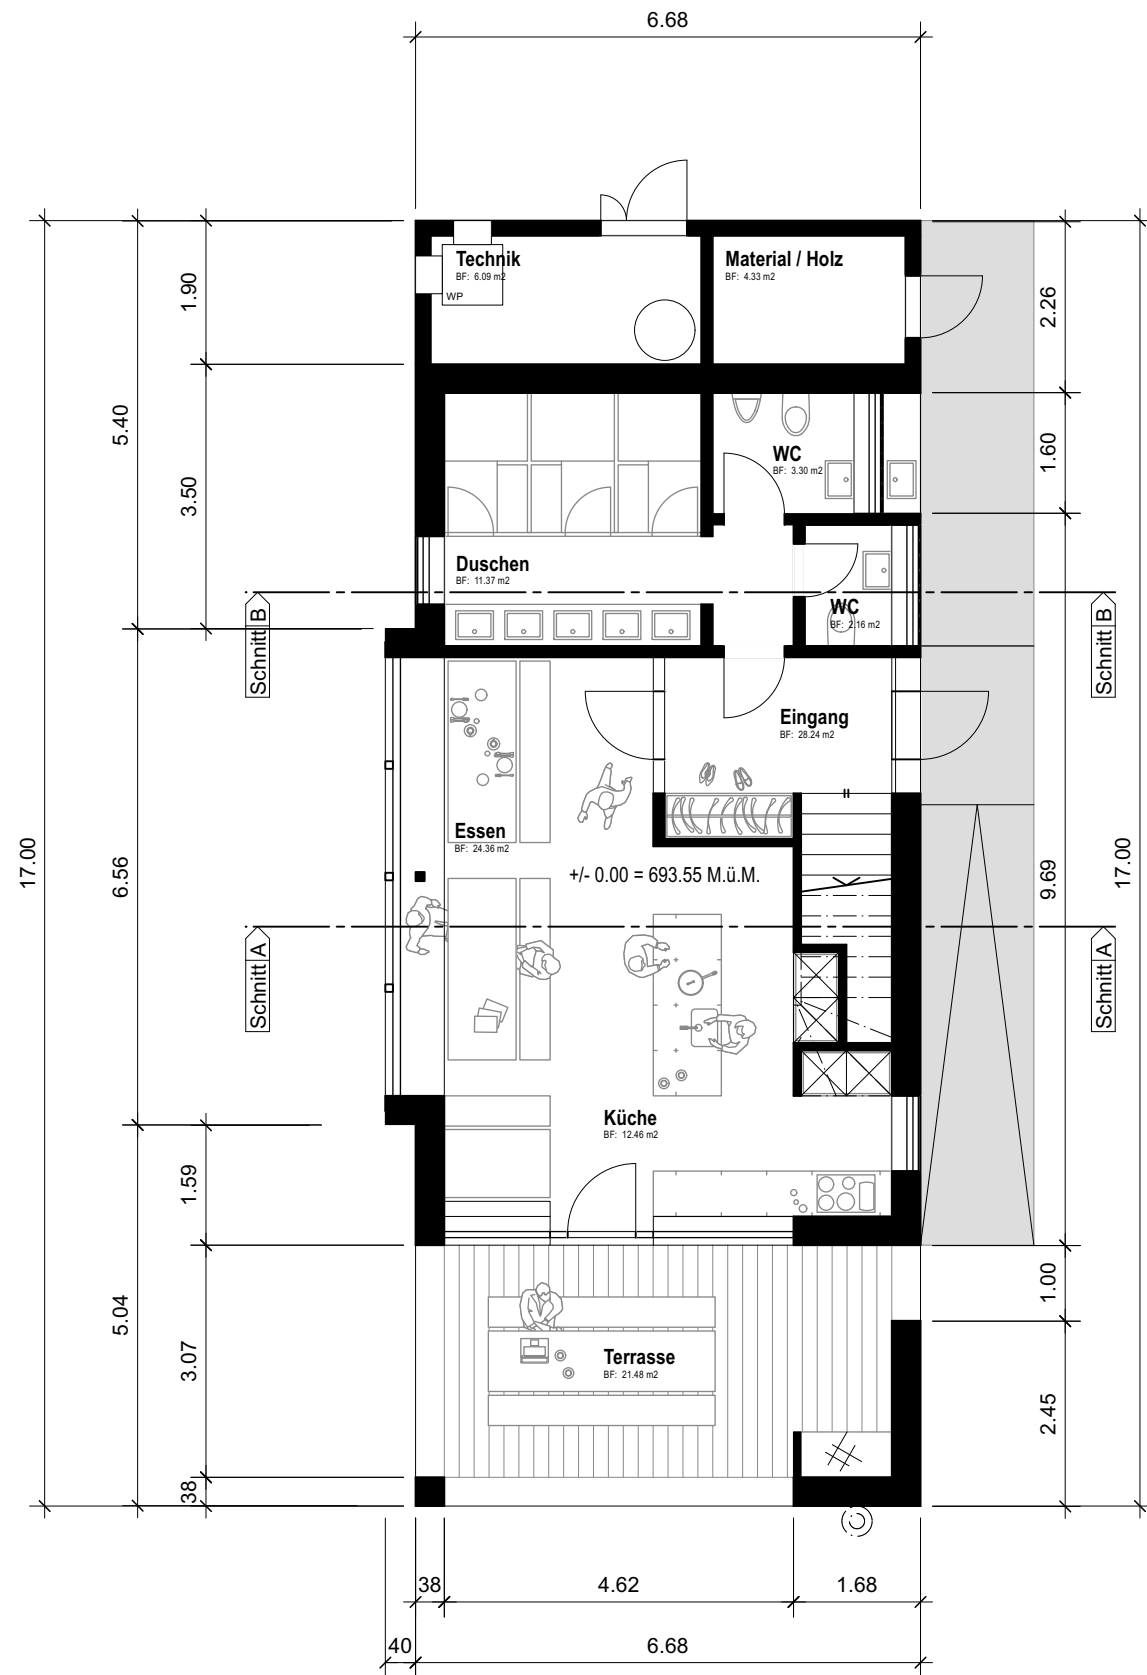 6.68
Technik
BF: 6.09 m2
WP
Material / Holz
BF: 4.33 m2
1.90
2.26
5.40
3.50
1.60
WC
BF: 3.30 m2
Duschen
BF: 11.37 m2
WC
BF: 2.16 m2
Schnitt B
Schnitt B
Eingang
BF: 28.24 m2
Essen
BF: 24.36 m2
+/- 0.00 = 693.55 M.ü.M.
17.00
6.56
9.69
17.00
Schnitt A
Schnitt A
Küche
BF: 12.46 m2
1.59
5.04
3.07
1.00
Terrasse
BF: 21.48 m2
2.45
38
38
4.62
1.68
40
6.68